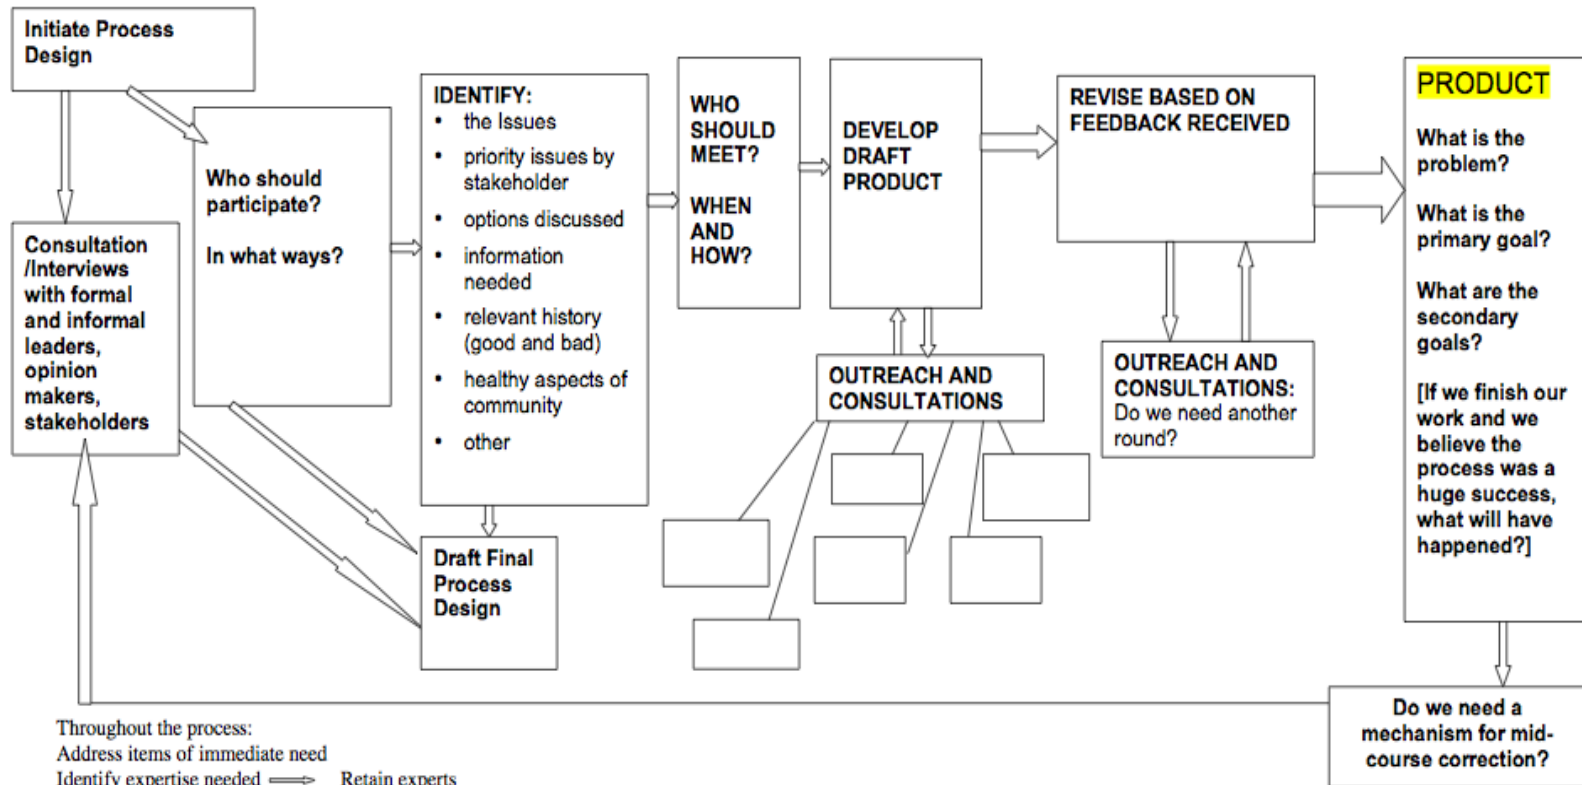 Initiate Process
Design
Consultation
/Interviews
with formal
and informal
leaders,
opinion
makers,
stakeholders
Who should
participate?
In what ways?
IDENTIFY:
• the Issues
• priority issues by
stakeholder
• options discussed
• information
needed
• relevant history
(good and bad)
• healthy aspects of
community
• other
Draft Final
Process
Design
WHO
SHOULD
MEET?
WHEN
AND
HOW?
DEVELOP
DRAFT
PRODUCT
OUTREACH AND
CONSULTATIONS
REVISE BASED ON
FEEDBACK RECEIVED
OUTREACH AND
CONSULTATIONS:
Do we need another
round?
PRODUCT
What is the
problem?
What is the
primary goal?
What are the
secondary
goals?
[If we finish our
work and we
believe the
process was a
huge success,
what will have
happened?]
Do we need a
mechanism for mid-
course correction?
Throughout the process:
Address items of immediate need
Identify expertise needed ⇒ Retain experts